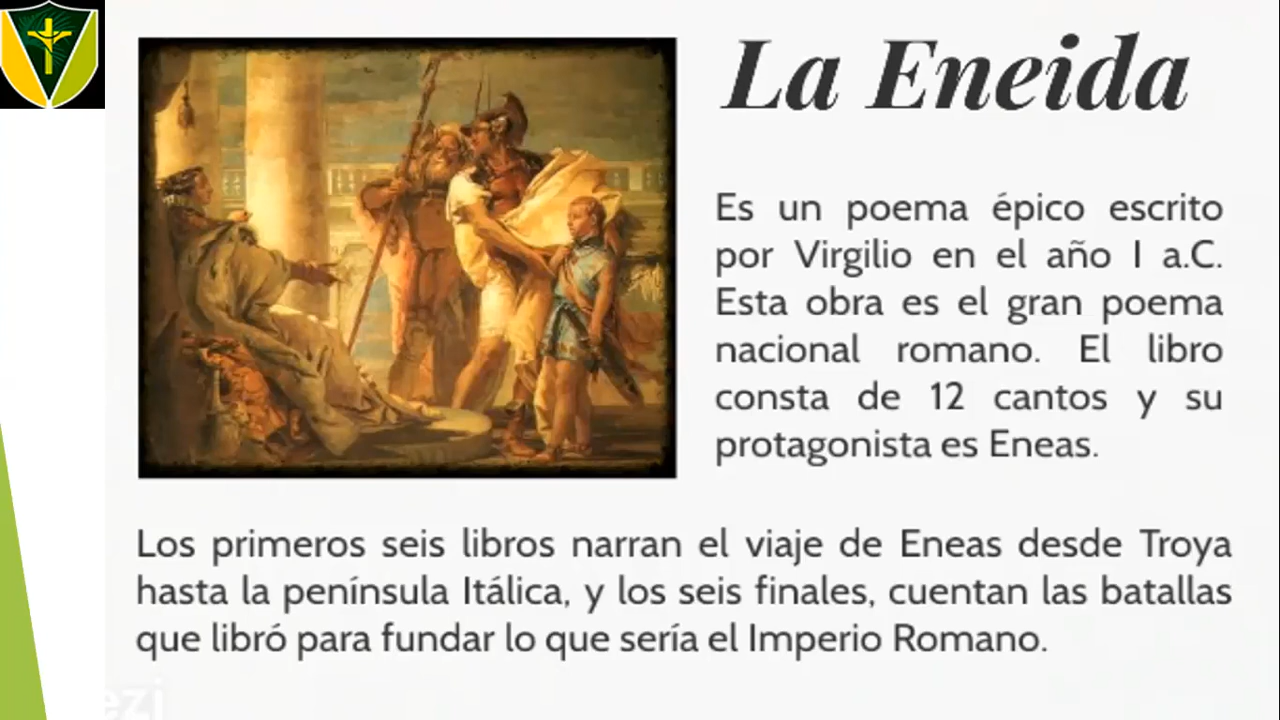 La Eneida
Es un poema épico escrito
por Virgilio en el año I a.C.
Esta obra es el gran poema
nacional romano. El libro
consta de 12 cantos y su
protagonista es Eneas.
Los primeros seis libros narran el viaje de Eneas desde Troya
hasta la península Itálica, y los seis finales, cuentan las batallas
que libró para fundar lo que sería el Imperio Romano.